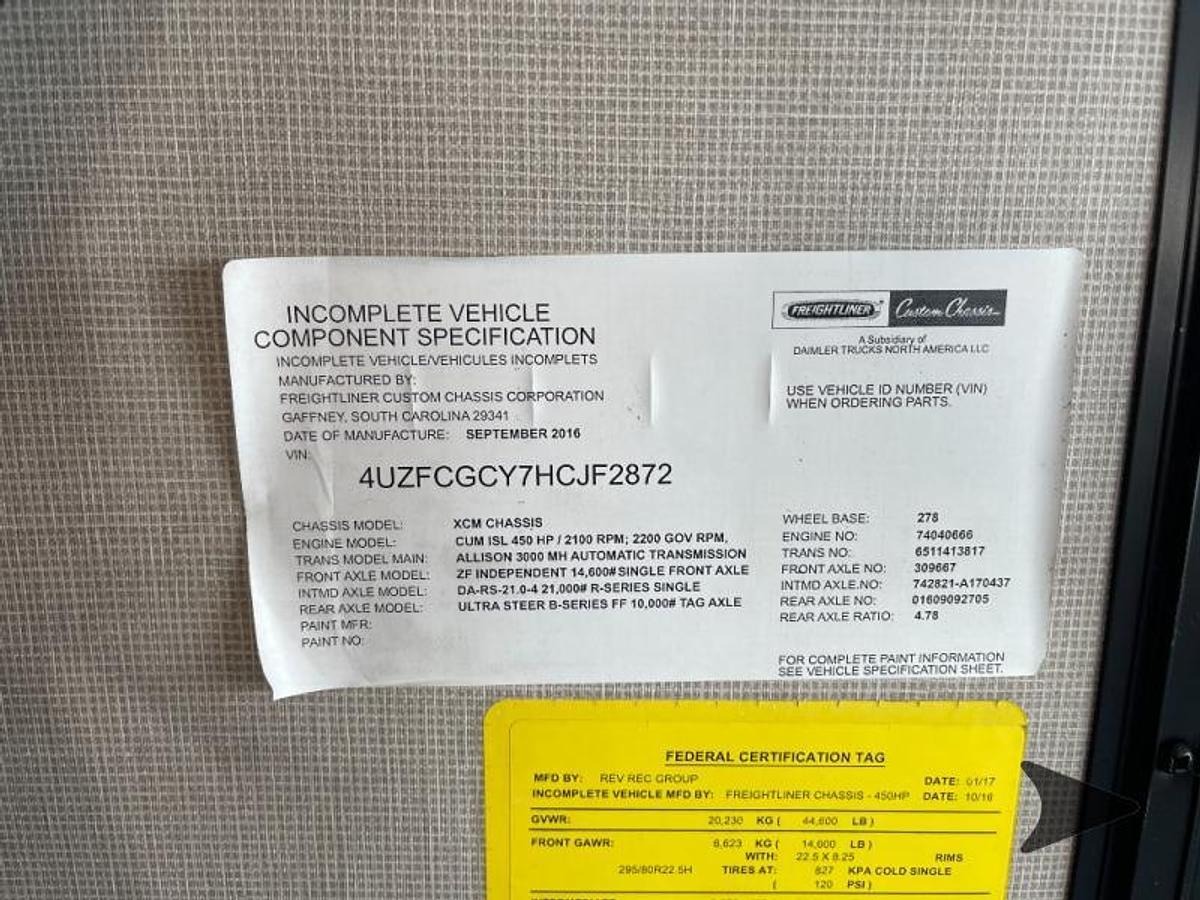 INCOMPLETE VEHICLE
COMPONENT SPECIFICATION
INCOMPLETE VEHICLE/VEHICULES INCOMPLETS
MANUFACTURED BY:
FREIGHTLINER CUSTOM CHASSIS CORPORATION
GAFFNEY, SOUTH CAROLINA 29341
DATE OF MANUFACTURE: SEPTEMBER 2016
VIN:
4UZFCGCY7HCJF2872
FREIGHTLINER Custom Chassis
A Subsidiary of
DAIMLER TRUCKS NORTH AMERICA LLC
USE VEHICLE ID NUMBER (VIN)
WHEN ORDERING PARTS.
CHASSIS MODEL: XCM CHASSIS
ENGINE MODEL: CUM ISL 450 HP / 2100 RPM; 2200 GOV RPM,
TRANS MODEL MAIN: ALLISON 3000 MH AUTOMATIC TRANSMISSION
FRONT AXLE MODEL: ZF INDEPENDENT 14,600# SINGLE FRONT AXLE
INTMD AXLE MODEL: DA-RS-21.0-4 21,000# R-SERIES SINGLE
REAR AXLE MODEL: ULTRA STEER B-SERIES FF 10,000# TAG AXLE
PAINT MFR:
PAINT NO:
WHEEL BASE: 278
ENGINE NO: 74040666
TRANS NO: 6511413817
FRONT AXLE NO: 309667
INTMD AXLE.NO: 742821-A170437
REAR AXLE NO: 01609092705
REAR AXLE RATIO: 4.78
FOR COMPLETE PAINT INFORMATION
SEE VEHICLE SPECIFICATION SHEET.
FEDERAL CERTIFICATION TAG
MFD BY: REV REC GROUP DATE: 01/17
INCOMPLETE VEHICLE MFD BY: FREIGHTLINER CHASSIS - 450HP DATE: 10/16
GVWR: 20,230 KG ( 44,600 LB )
FRONT GAWR: 6,623 KG ( 14,600 LB )
WITH: 22.5 X 8.25 RIMS
295/80R22.5H TIRES AT: 827 KPA COLD SINGLE
( 120 PSI )